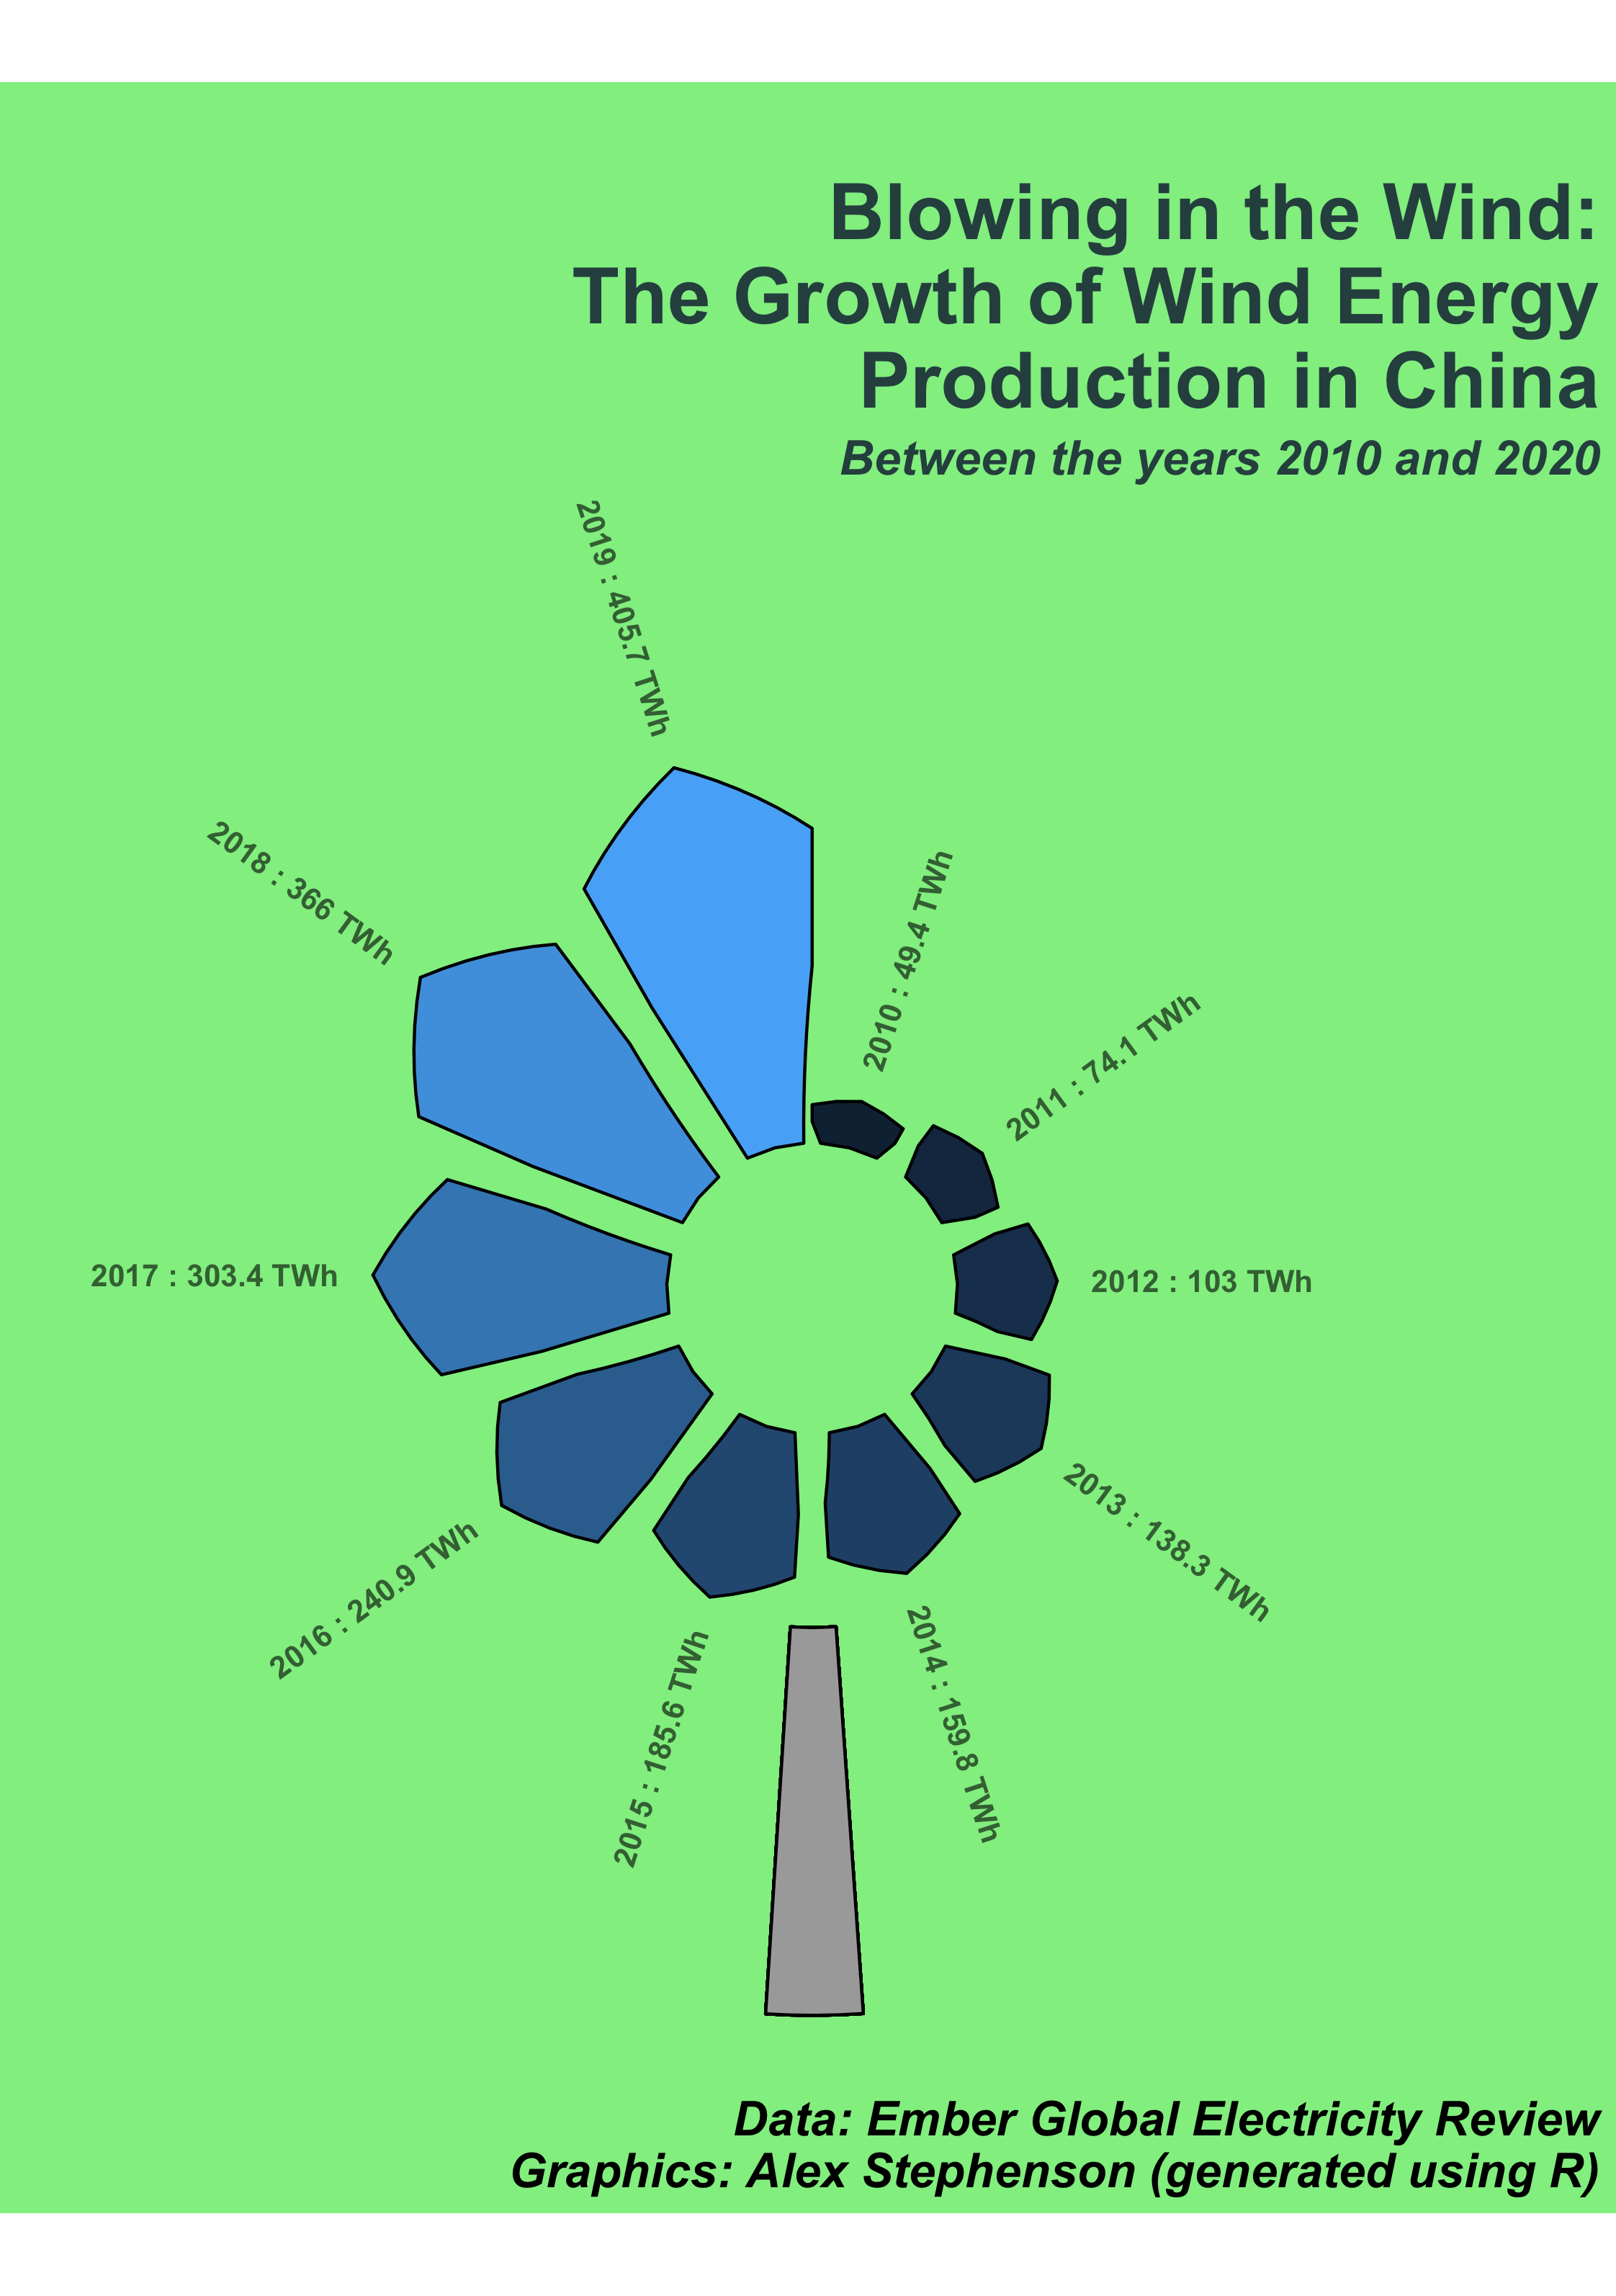 Blowing in the Wind:
The Growth of Wind Energy
Production in China
Between the years 2010 and 2020
2019 : 405.7 TWh
2018 : 366 TWh
2010 : 49.4 TWh
2011 : 74.1 TWh
2017 : 303.4 TWh
2012 : 103 TWh
2013 : 138.3 TWh
2016 : 240.9 TWh
2014 : 159.8 TWh
2015 : 185.6 TWh
Data: Ember Global Electricity Review
Graphics: Alex Stephenson (generated using R)